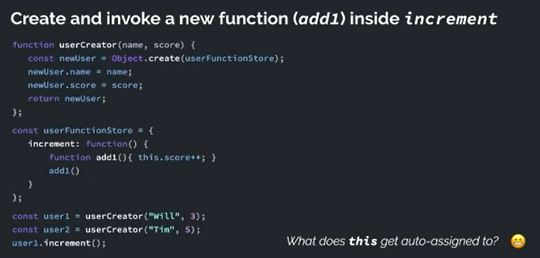 Create and invoke a new function (add1) inside increment
function userCreator(name, score) {
const newUser = Object.create(userFunctionStore);
newUser.name = name;
newUser.score = score;
return newUser;
};
const userFunctionStore = {
increment: function() {
function add1(){ this.score++; }
add1()
}
};
const user1 = userCreator("Will", 3);
const user2 = userCreator("Tim", 5);
user1.increment();
What does this get auto-assigned to? 😁